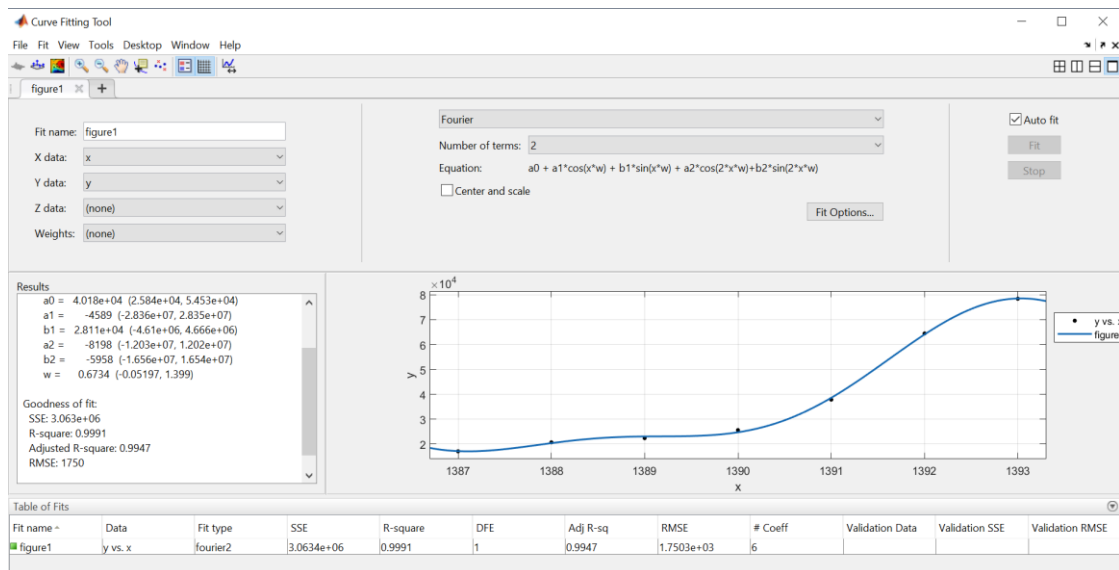 Curve Fitting Tool
File Fit View Tools Desktop Window Help
figure1
Fit name: figure1
X data: x
Y data: y
Z data: (none)
Weights: (none)
Fourier
Number of terms: 2
Equation: a0 + a1*cos(x*w) + b1*sin(x*w) + a2*cos(2*x*w)+b2*sin(2*x*w)
Center and scale
Fit Options...
Auto fit
Fit
Stop
Results
a0 = 4.018e+04 (2.584e+04, 5.453e+04)
a1 = -4589 (-2.836e+07, 2.835e+07)
b1 = 2.811e+04 (-4.61e+06, 4.666e+06)
a2 = -8198 (-1.203e+07, 1.202e+07)
b2 = -5958 (-1.656e+07, 1.654e+07)
w = 0.6734 (-0.05197, 1.399)
Goodness of fit:
SSE: 3.063e+06
R-square: 0.9991
Adjusted R-square: 0.9947
RMSE: 1750
×10⁴
8
7
6
5
4
3
2
y
1387 1388 1389 1390 1391 1392 1393
x
y vs. x
figure
Table of Fits
Fit name Data Fit type SSE R-square DFE Adj R-sq RMSE # Coeff Validation Data Validation SSE Validation RMSE
figure1 y vs. x fourier2 3.0634e+06 0.9991 1 0.9947 1.7503e+03 6